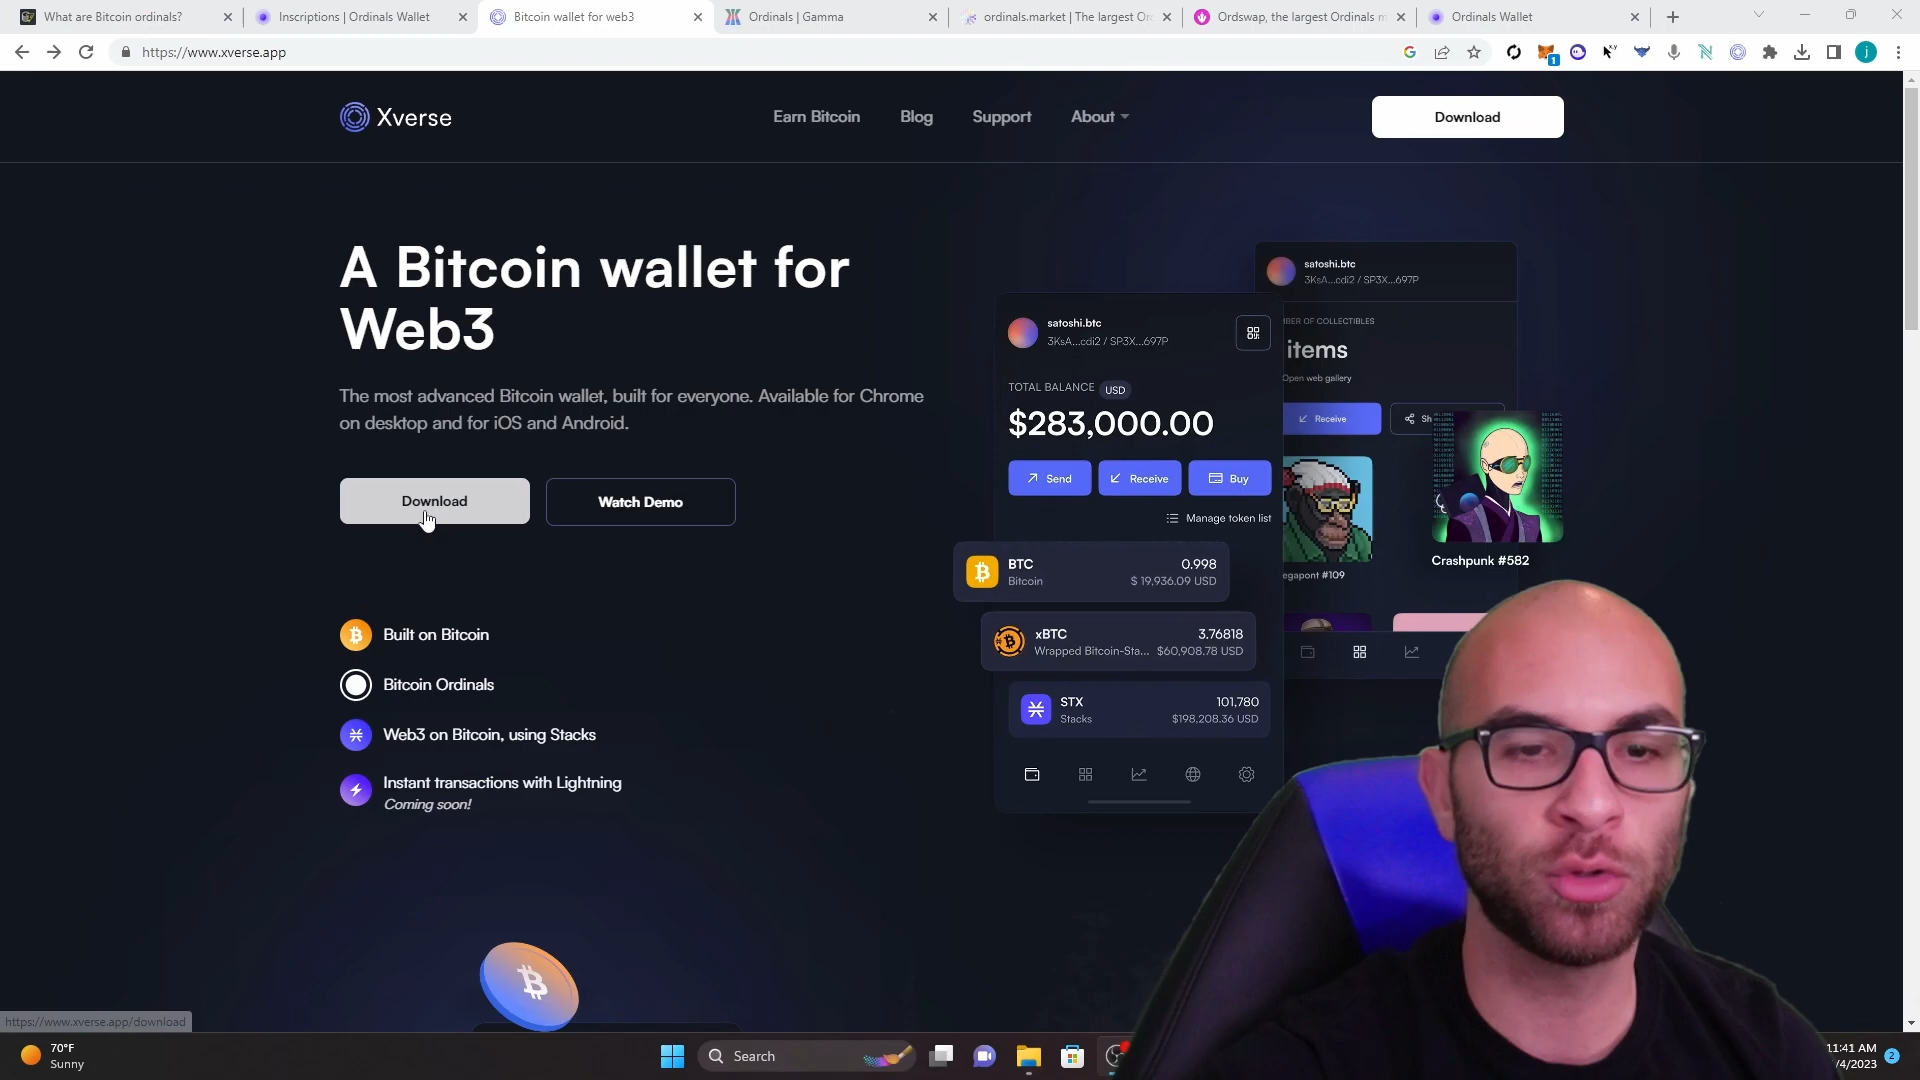 What are Bitcoin ordinals?
Inscriptions | Ordinals Wallet
Bitcoin wallet for web3
Ordinals | Gamma
ordinals.market | The largest Or
Ordswap, the largest Ordinals m
Ordinals Wallet
https://www.xverse.app
1
j
Xverse
Earn Bitcoin
Blog
Support
About
Download
A Bitcoin wallet for
Web3
The most advanced Bitcoin wallet, built for everyone. Available for Chrome
on desktop and for iOS and Android.
Download
Watch Demo
Built on Bitcoin
Bitcoin Ordinals
Web3 on Bitcoin, using Stacks
Instant transactions with Lightning
Coming soon!
satoshi.btc
3KsA...cdi2 / SP3X...697P
BER OF COLLECTIBLES
items
Open web gallery
Receive
Sh
egapont #109
Crashpunk #582
satoshi.btc
3KsA...cdi2 / SP3X...697P
TOTAL BALANCE USD
$283,000.00
Send
Receive
Buy
Manage token list
BTC 0.998
Bitcoin $ 19,936.09 USD
xBTC 3.76818
Wrapped Bitcoin-Sta... $60,908.78 USD
STX 101,780
Stacks $198,208.36 USD
https://www.xverse.app/download
70°F
Sunny
Search
11:41 AM
/4/2023
2